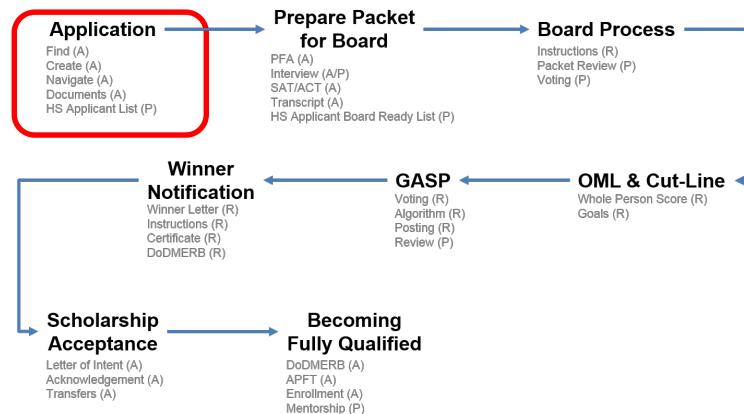 Application
Find (A)
Create (A)
Navigate (A)
Documents (A)
HS Applicant List (P)
Prepare Packet
for Board
PFA (A)
Interview (A/P)
SAT/ACT (A)
Transcript (A)
HS Applicant Board Ready List (P)
Board Process
Instructions (R)
Packet Review (P)
Voting (P)
Winner
Notification
Winner Letter (R)
Instructions (R)
Certificate (R)
DoDMERB (R)
GASP
Voting (R)
Algorithm (R)
Posting (R)
Review (P)
OML & Cut-Line
Whole Person Score (R)
Goals (R)
Scholarship
Acceptance
Letter of Intent (A)
Acknowledgement (A)
Transfers (A)
Becoming
Fully Qualified
DoDMERB (A)
APFT (A)
Enrollment (A)
Mentorship (P)